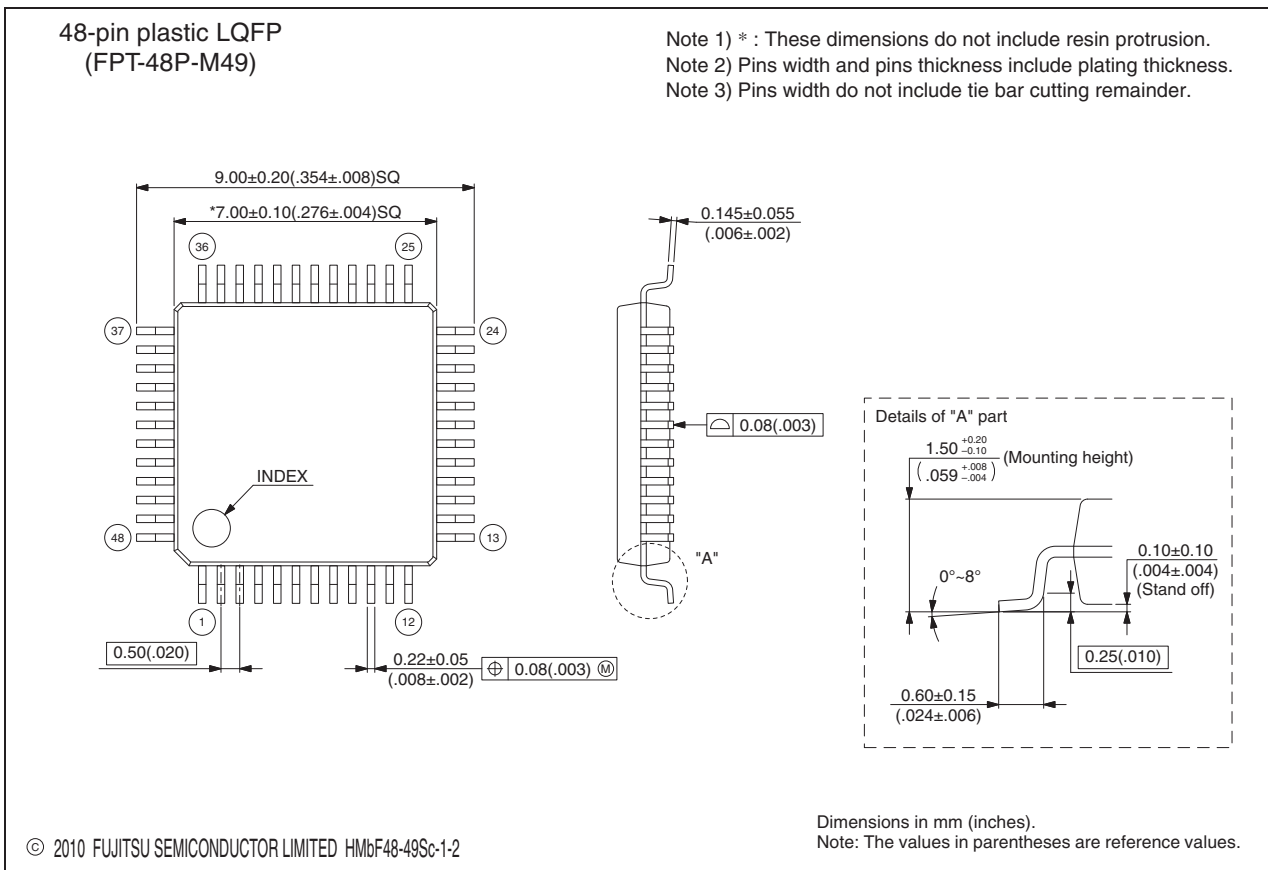 48-pin plastic LQFP
(FPT-48P-M49)
Note 1) * : These dimensions do not include resin protrusion.
Note 2) Pins width and pins thickness include plating thickness.
Note 3) Pins width do not include tie bar cutting remainder.
9.00±0.20(.354±.008)SQ
*7.00±0.10(.276±.004)SQ
36
25
37
24
INDEX
48
13
1
12
0.50(.020)
0.22±0.05
(.008±.002)
⌖ 0.08(.003) Ⓜ
0.145±0.055
(.006±.002)
⌓ 0.08(.003)
"A"
Details of "A" part
1.50 +0.20 −0.10 (Mounting height)
(.059 +.008 −.004)
0°~8°
0.10±0.10
(.004±.004)
(Stand off)
0.25(.010)
0.60±0.15
(.024±.006)
© 2010 FUJITSU SEMICONDUCTOR LIMITED HMbF48-49Sc-1-2
Dimensions in mm (inches).
Note: The values in parentheses are reference values.